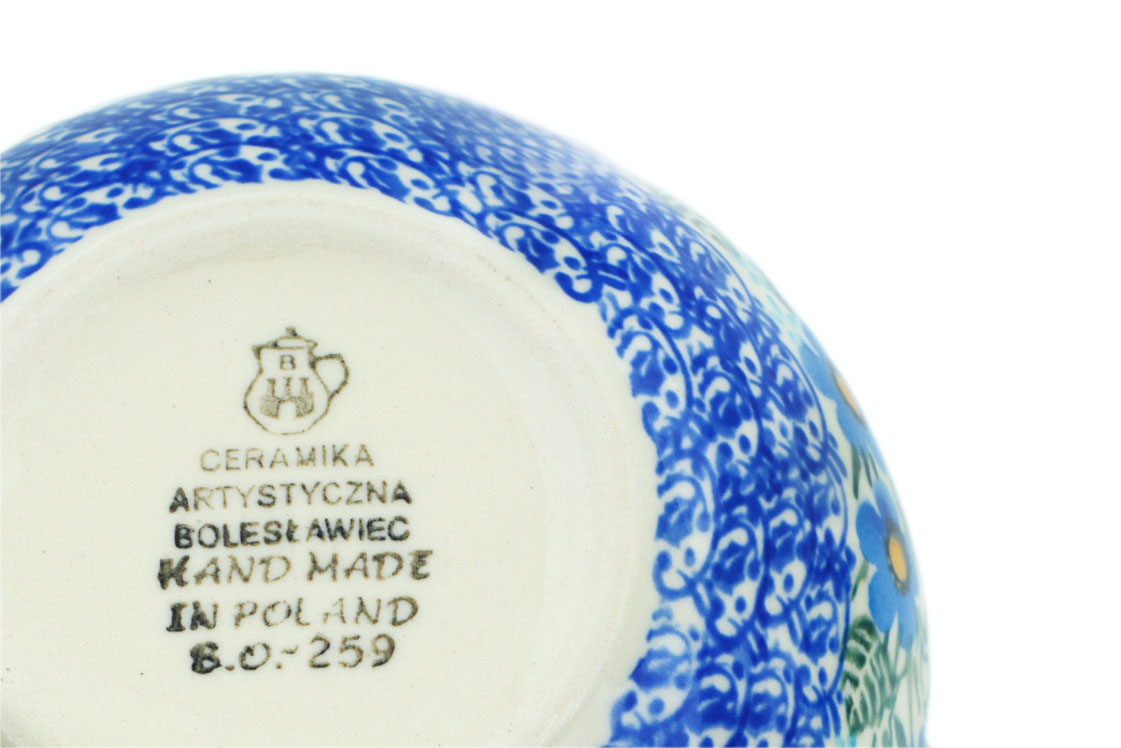 B
CERAMIKA
ARTYSTYCZNA
BOLESŁAWIEC
HAND MADE
IN POLAND
B.O.-259